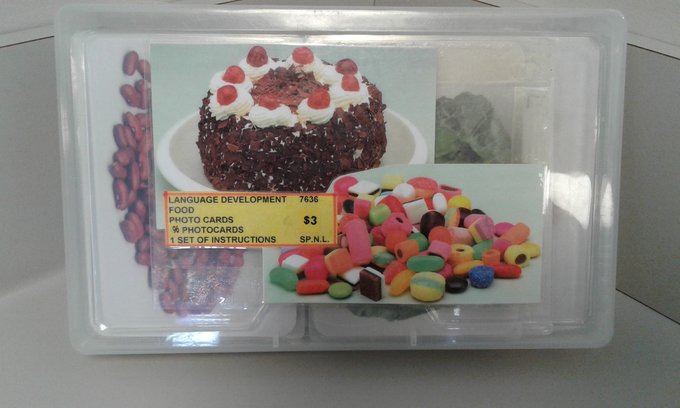 LANGUAGE DEVELOPMENT 7636
FOOD
PHOTO CARDS $3
PHOTOCARDS
1 SET OF INSTRUCTIONS SP.N.L.